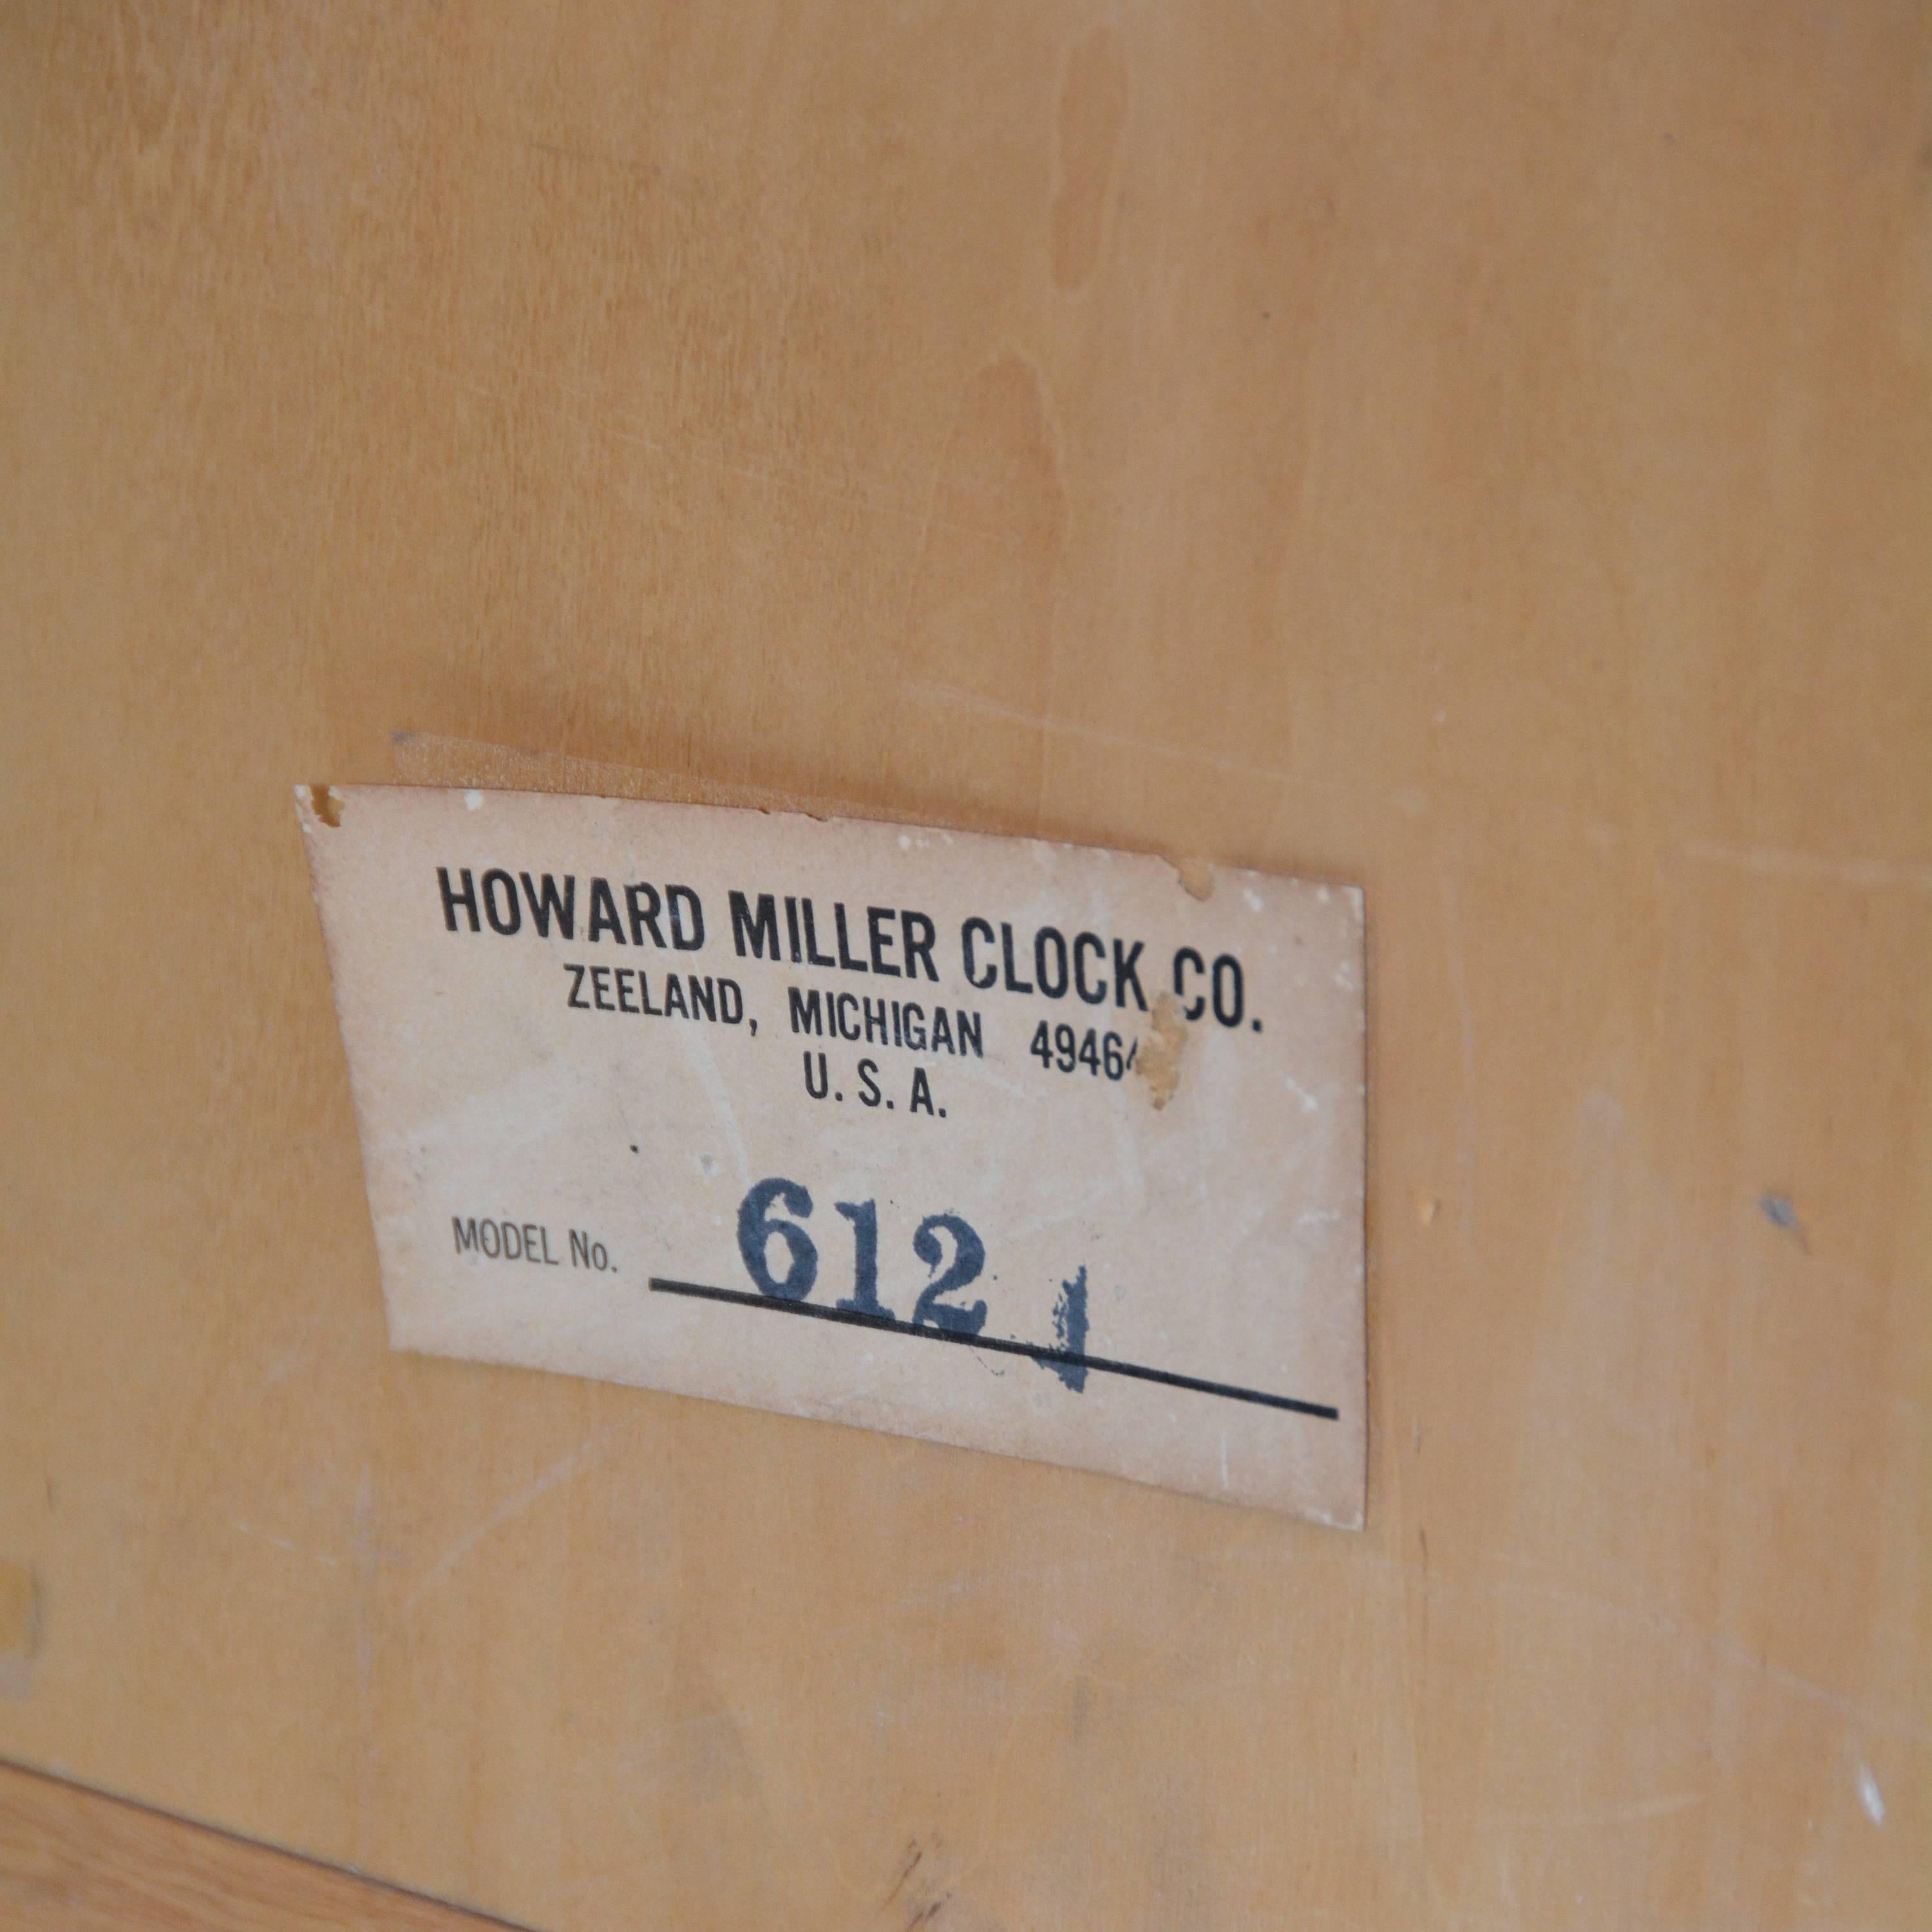 HOWARD MILLER CLOCK CO.
ZEELAND, MICHIGAN
U. S. A.
MODEL No. 612